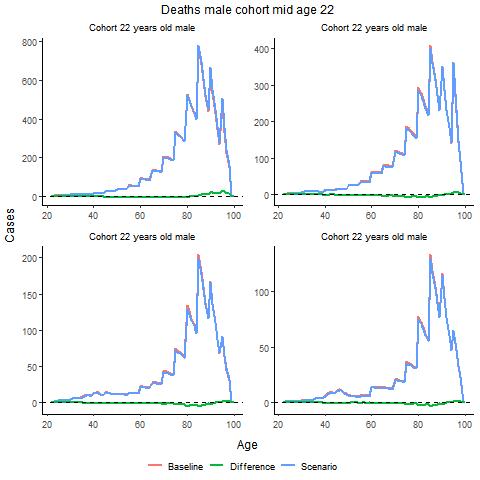 Deaths male cohort mid age 22
Cohort 22 years old male
Cohort 22 years old male
800
600
400
200
0
20 40 60 80 100
400
300
200
100
0
20 40 60 80 100
Cohort 22 years old male
Cohort 22 years old male
200
150
100
50
0
20 40 60 80 100
100
50
0
20 40 60 80 100
Cases
Age
Baseline Difference Scenario